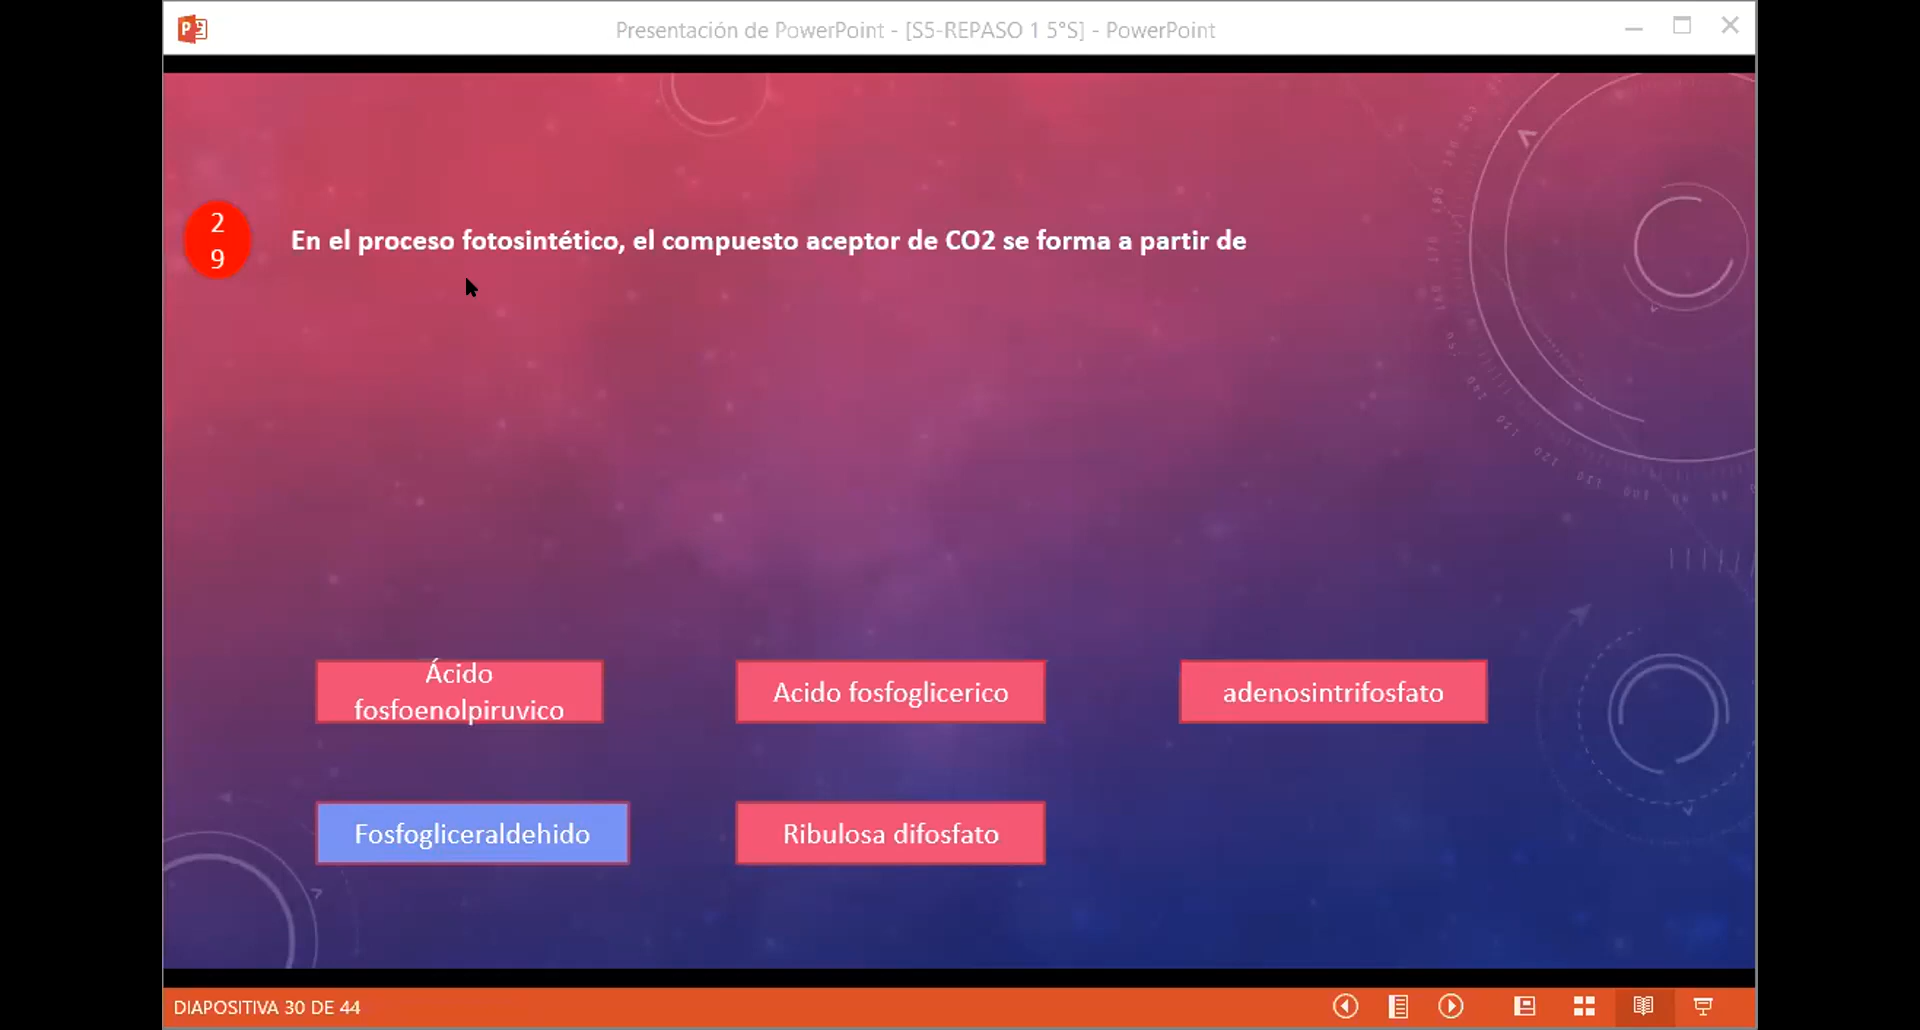 Presentación de PowerPoint - [S5-REPASO 1 5°S] - PowerPoint
2
9
En el proceso fotosintético, el compuesto aceptor de CO2 se forma a partir de
Ácido
fosfoenolpiruvico
Acido fosfoglicerico
adenosintrifosfato
Fosfogliceraldehido
Ribulosa difosfato
DIAPOSITIVA 30 DE 44